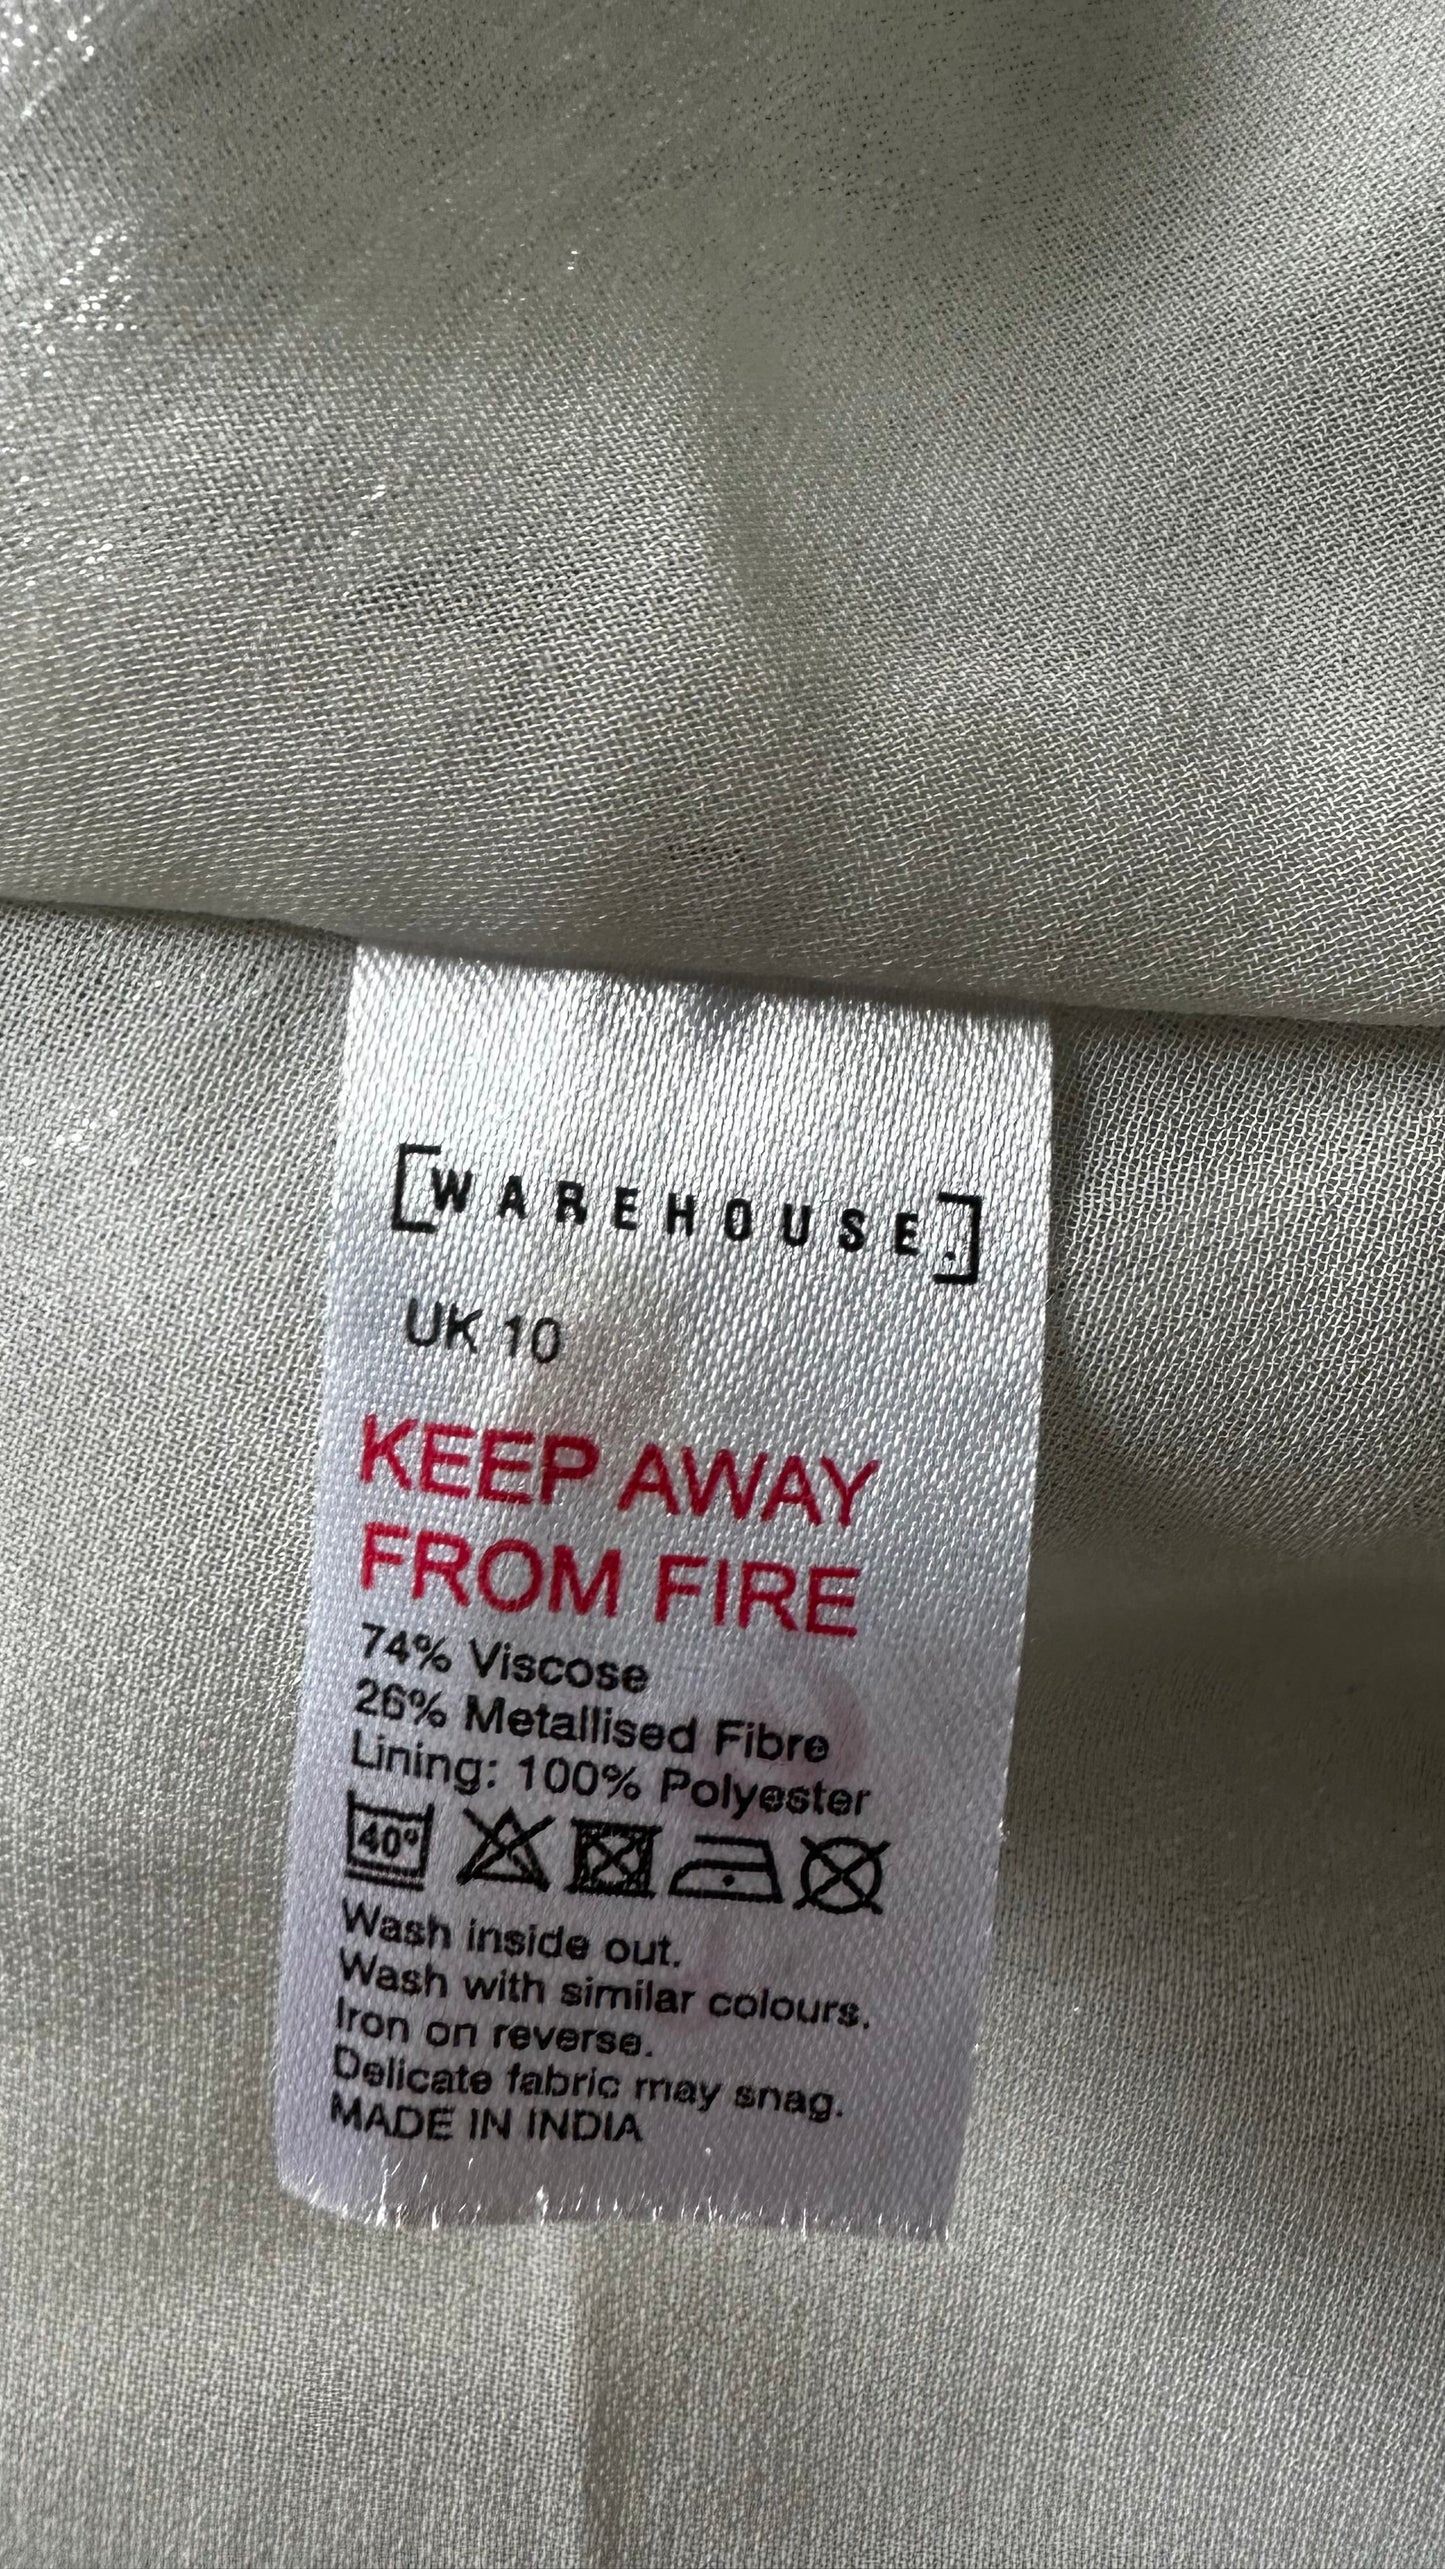 [WAREHOUSE.]
UK 10
KEEP AWAY
FROM FIRE
74% Viscose
26% Metallised Fibre
Lining: 100% Polyester
40°
Wash inside out.
Wash with similar colours.
Iron on reverse.
Delicate fabric may snag.
MADE IN INDIA